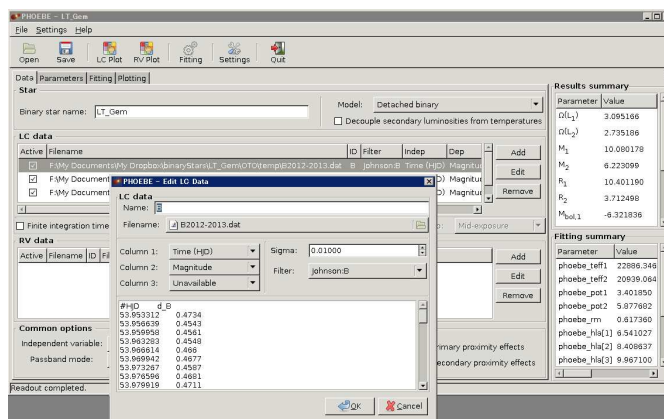 PHOEBE - LT_Gem
File Settings Help
Open Save LC Plot RV Plot Fitting Settings Quit
Data Parameters Fitting Plotting
Star
Binary star name: LT_Gem
Model: Detached binary
Decouple secondary luminosities from temperatures
LC data
Active Filename ID Filter Indep Dep
F:\My Documents\My Dropbox\binaryStars\LT_Gem\OTO\temp\B2012-2013.dat B Johnson:B Time (HJD) Magnitu
F:\My Document D) Magnitu
F:\My Document D) Magnitu
Add
Edit
Remove
Finite integration time
Mid-exposure
RV data
Active Filename ID Fil
Add
Edit
Remove
Common options
Independent variable:
Passband mode:
rimary proximity effects
econdary proximity effects
Readout completed.
PHOEBE - Edit LC Data
LC data
Name: B
Filename: B2012-2013.dat
Column 1: Time (HJD)
Column 2: Magnitude
Column 3: Unavailable
Sigma: 0.01000
Filter: Johnson:B
#HJD d_B
53.953312 0.4734
53.956639 0.4543
53.959958 0.4561
53.963283 0.4548
53.966614 0.466
53.969942 0.4677
53.973267 0.4587
53.976596 0.4681
53.979919 0.4711
OK Cancel
Results summary
Parameter Value
Ω(L1) 3.095166
Ω(L2) 2.735186
M1 10.080178
M2 6.223099
R1 10.401190
R2 3.712498
Mbol,1 -6.321836
Fitting summary
Parameter Value
phoebe_teff1 22886.346
phoebe_teff2 20939.064
phoebe_pot1 3.401850
phoebe_pot2 5.877682
phoebe_rm 0.617360
phoebe_hla[1] 6.541027
phoebe_hla[2] 8.408637
phoebe_hla[3] 9.967100